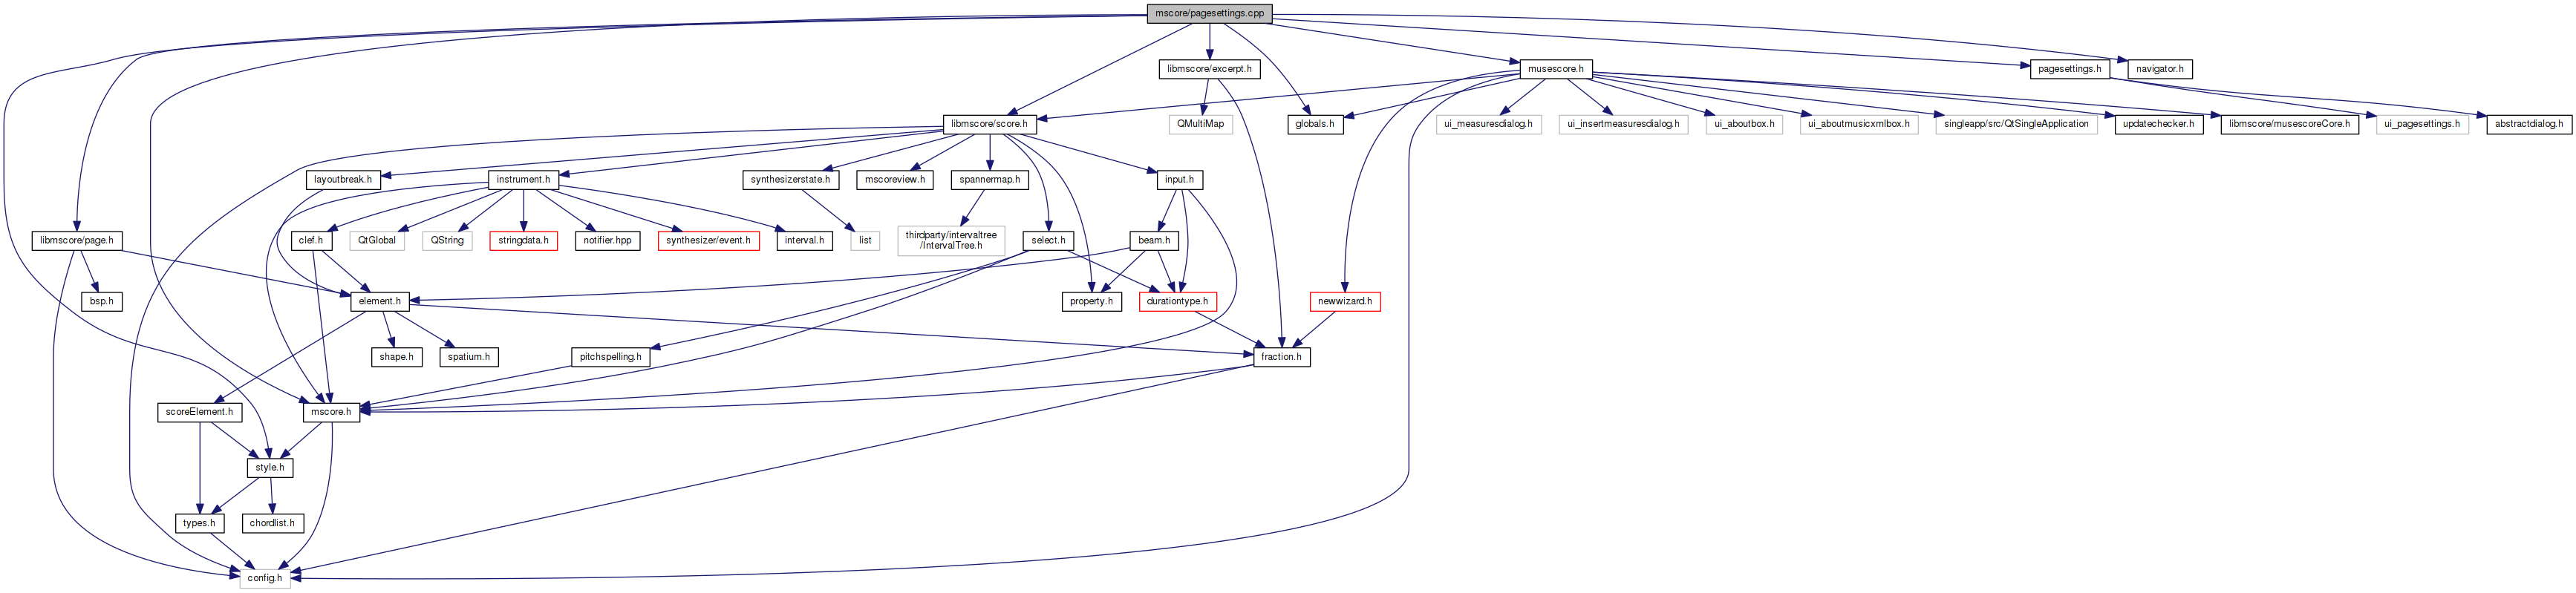 mscore/pagesettings.cpp
libmscore/excerpt.h
musescore.h
pagesettings.h
navigator.h
libmscore/score.h
QMultiMap
globals.h
ui_measuresdialog.h
ui_insertmeasuresdialog.h
ui_aboutbox.h
ui_aboutmusicxmlbox.h
singleapp/src/QtSingleApplication
updatechecker.h
libmscore/musescoreCore.h
ui_pagesettings.h
abstractdialog.h
layoutbreak.h
instrument.h
synthesizerstate.h
mscoreview.h
spannermap.h
input.h
libmscore/page.h
clef.h
QtGlobal
QString
stringdata.h
notifier.hpp
synthesizer/event.h
interval.h
list
thirdparty/intervaltree
/IntervalTree.h
select.h
beam.h
bsp.h
element.h
property.h
durationtype.h
newwizard.h
shape.h
spatium.h
pitchspelling.h
fraction.h
scoreElement.h
mscore.h
style.h
types.h
chordlist.h
config.h